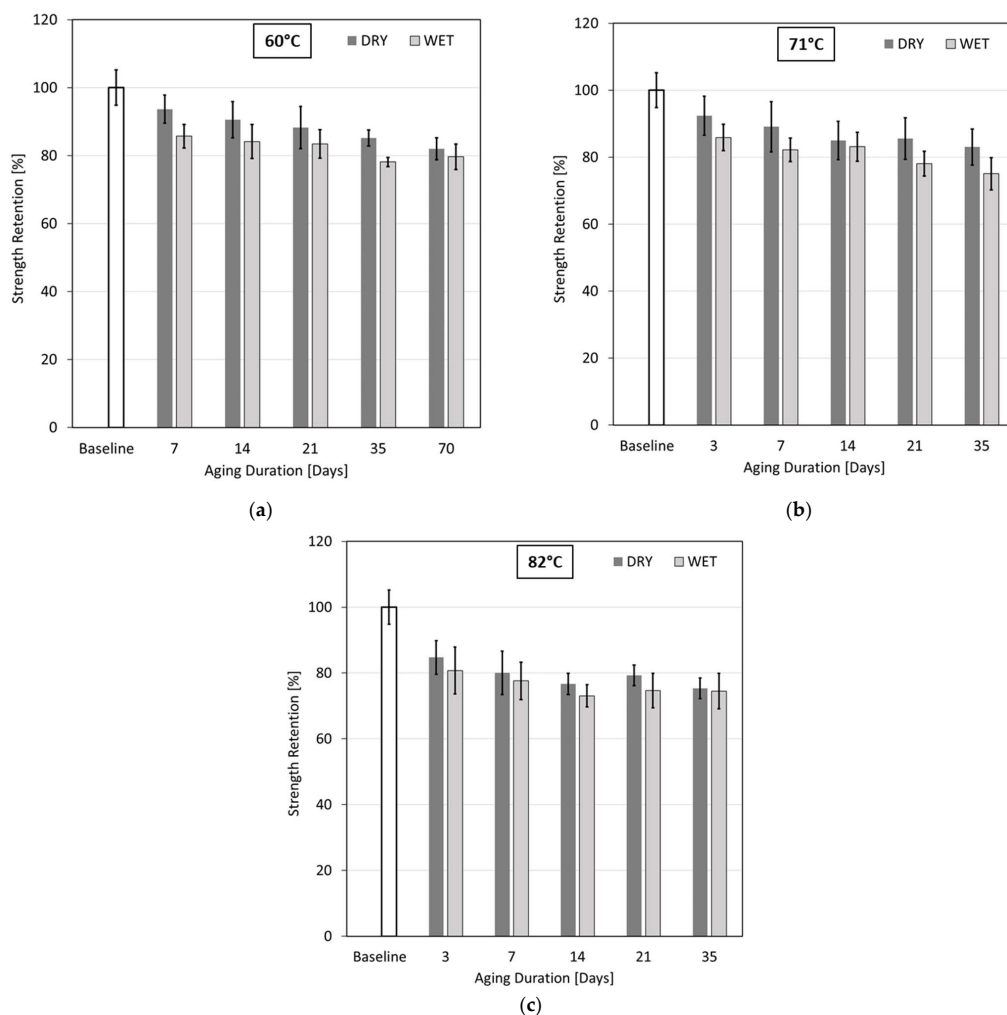 120
100
80
60
40
20
0
Strength Retention [%]
60°C
DRY
WET
Baseline 7 14 21 35 70
Aging Duration [Days]
(a)
120
100
80
60
40
20
0
Strength Retention [%]
71°C
DRY
WET
Baseline 3 7 14 21 35
Aging Duration [Days]
(b)
120
100
80
60
40
20
0
Strength Retention [%]
82°C
DRY
WET
Baseline 3 7 14 21 35
Aging Duration [Days]
(c)